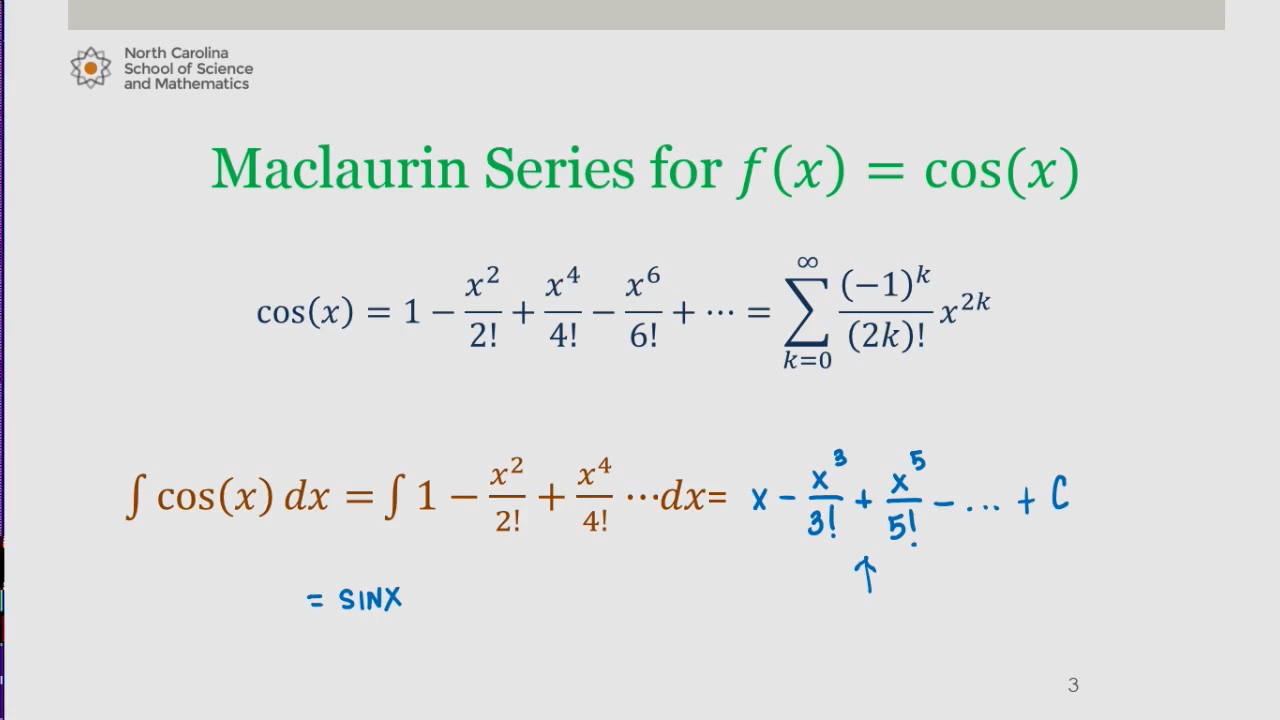 North Carolina
School of Science
and Mathematics
Maclaurin Series for f(x) = cos(x)
cos(x) = 1 − x²/2! + x⁴/4! − x⁶/6! + ⋯ = ∑_{k=0}^{∞} (−1)^k/(2k)! x^{2k}
∫ cos(x) dx = ∫ 1 − x²/2! + x⁴/4! ⋯dx= x − x³/3! + x⁵/5! − ... + C
↑
= SINX
3